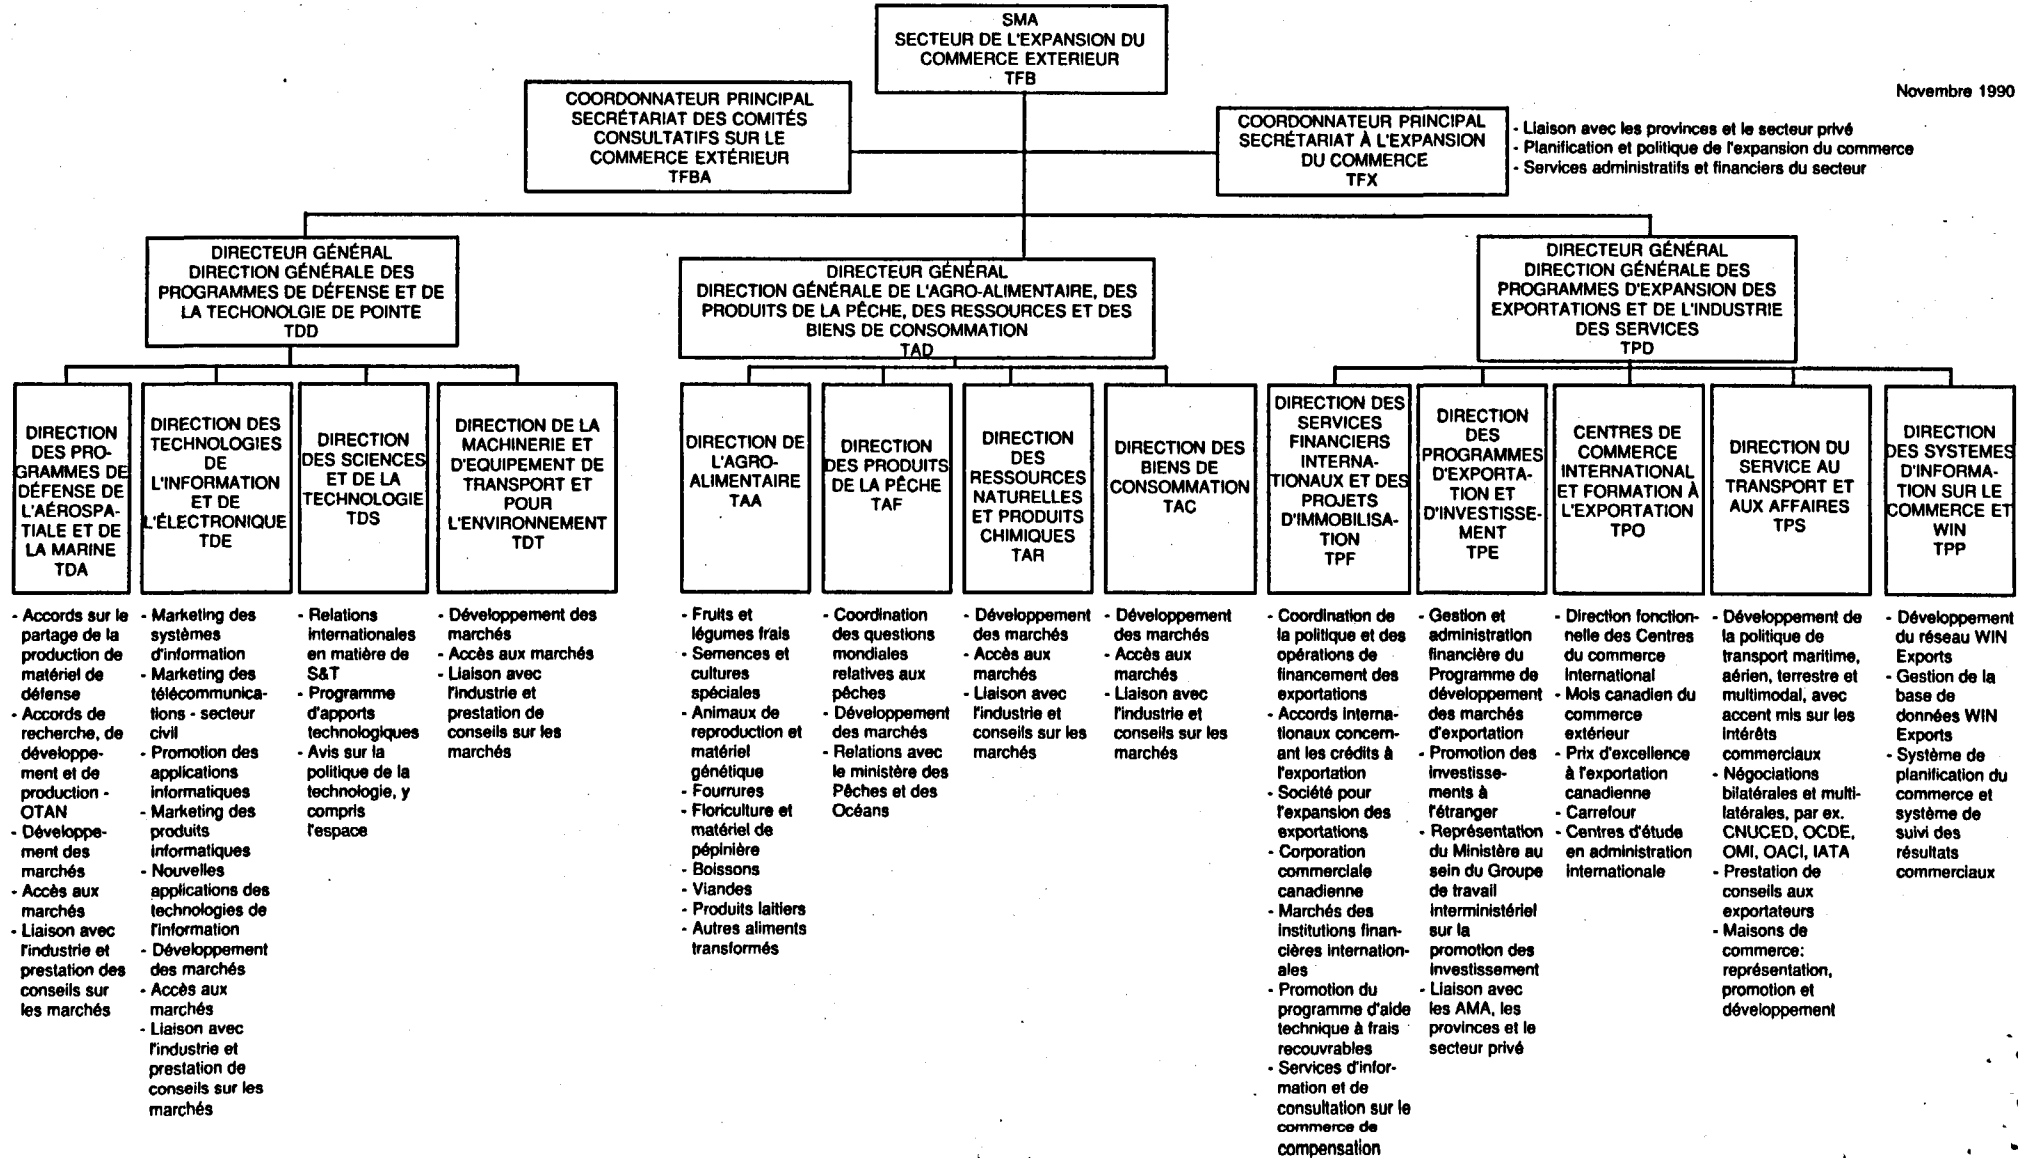 SMA
SECTEUR DE L'EXPANSION DU
COMMERCE EXTERIEUR
TFB
Novembre 1990
COORDONNATEUR PRINCIPAL
SECRÉTARIAT DES COMITÉS
CONSULTATIFS SUR LE
COMMERCE EXTÉRIEUR
TFBA
COORDONNATEUR PRINCIPAL
SECRÉTARIAT À L'EXPANSION
DU COMMERCE
TFX
- Liaison avec les provinces et le secteur privé
- Planification et politique de l'expansion du commerce
- Services administratifs et financiers du secteur
DIRECTEUR GÉNÉRAL
DIRECTION GÉNÉRALE DES
PROGRAMMES DE DÉFENSE ET DE
LA TECHONOLGIE DE POINTE
TDD
DIRECTEUR GÉNÉRAL
DIRECTION GÉNÉRALE DE L'AGRO-ALIMENTAIRE, DES
PRODUITS DE LA PÊCHE, DES RESSOURCES ET DES
BIENS DE CONSOMMATION
TAD
DIRECTEUR GÉNÉRAL
DIRECTION GÉNÉRALE DES
PROGRAMMES D'EXPANSION DES
EXPORTATIONS ET DE L'INDUSTRIE
DES SERVICES
TPD
DIRECTION
DES PRO-
GRAMMES DE
DÉFENSE DE
L'AÉROSPA-
TIALE ET DE
LA MARINE
TDA
- Accords sur le
partage de la
production de
matériel de
défense
- Accords de
recherche, de
développe-
ment et de
production -
OTAN
- Développe-
ment des
marchés
- Accès aux
marchés
- Liaison avec
l'industrie et
prestation des
conseils sur
les marchés
DIRECTION DES
TECHNOLOGIES
DE
L'INFORMATION
ET DE
L'ÉLECTRONIQUE
TDE
- Marketing des
systèmes
d'information
- Marketing des
télécommunica-
tions - secteur
civil
- Promotion des
applications
informatiques
- Marketing des
produits
informatiques
- Nouvelles
applications des
technologies de
l'information
- Développement
des marchés
- Accès aux
marchés
- Liaison avec
l'industrie et
prestation de
conseils sur les
marchés
DIRECTION
DES SCIENCES
ET DE LA
TECHNOLOGIE
TDS
- Relations
internationales
en matière de
S&T
- Programme
d'apports
technologiques
- Avis sur la
politique de la
technologie, y
compris
l'espace
DIRECTION DE LA
MACHINERIE ET
D'EQUIPEMENT DE
TRANSPORT ET
POUR
L'ENVIRONNEMENT
TDT
- Développement des
marchés
- Accès aux marchés
- Liaison avec
l'industrie et
prestation de
conseils sur les
marchés
DIRECTION DE
L'AGRO-
ALIMENTAIRE
TAA
- Fruits et
légumes frais
- Semences et
cultures
spéciales
- Animaux de
reproduction et
matériel
génétique
- Fourrures
- Floriculture et
matériel de
pépinière
- Boissons
- Viandes
- Produits laitiers
- Autres aliments
transformés
DIRECTION
DES PRODUITS
DE LA PÊCHE
TAF
- Coordination
des questions
mondiales
relatives aux
pêches
- Développement
des marchés
- Relations avec
le ministère des
Pêches et des
Océans
DIRECTION
DES
RESSOURCES
NATURELLES
ET PRODUITS
CHIMIQUES
TAR
- Développement
des marchés
- Accès aux
marchés
- Liaison avec
l'industrie et
conseils sur les
marchés
DIRECTION DES
BIENS DE
CONSOMMATION
TAC
- Développement
des marchés
- Accès aux
marchés
- Liaison avec
l'industrie et
conseils sur les
marchés
DIRECTION DES
SERVICES
FINANCIERS
INTERNA-
TIONAUX ET DES
PROJETS
D'IMMOBILISA-
TION
TPF
- Coordination de
la politique et des
opérations de
financement des
exportations
- Accords interna-
tionaux concern-
ant les crédits à
l'exportation
- Société pour
l'expansion des
exportations
- Corporation
commerciale
canadienne
- Marchés des
institutions finan-
cières internation-
ales
- Promotion du
programme d'aide
technique à frais
recouvrables
- Services d'infor-
mation et de
consultation sur le
commerce de
compensation
DIRECTION
DES
PROGRAMMES
D'EXPORTA-
TION ET
D'INVESTISSE-
MENT
TPE
- Gestion et
administration
financière du
Programme de
développement
des marchés
d'exportation
- Promotion des
investisse-
ments à
l'étranger
- Représentation
du Ministère au
sein du Groupe
de travail
interministériel
sur la
promotion des
investissement
- Liaison avec
les AMA, les
provinces et le
secteur privé
CENTRES DE
COMMERCE
INTERNATIONAL
ET FORMATION À
L'EXPORTATION
TPO
- Direction fonction-
nelle des Centres
du commerce
international
- Mois canadien du
commerce
extérieur
- Prix d'excellence
à l'exportation
canadienne
- Carrefour
- Centres d'étude
en administration
internationale
DIRECTION DU
SERVICE AU
TRANSPORT ET
AUX AFFAIRES
TPS
- Développement de
la politique de
transport maritime,
aérien, terrestre et
multimodal, avec
accent mis sur les
intérêts
commerciaux
- Négociations
bilatérales et multi-
latérales, par ex.
CNUCED, OCDE,
OMI, OACI, IATA
- Prestation de
conseils aux
exportateurs
- Maisons de
commerce:
représentation,
promotion et
développement
DIRECTION
DES SYSTEMES
D'INFORMA-
TION SUR LE
COMMERCE ET
WIN
TPP
- Développement
du réseau WIN
Exports
- Gestion de la
base de
données WIN
Exports
- Système de
planification du
commerce et
système de
suivi des
résultats
commerciaux